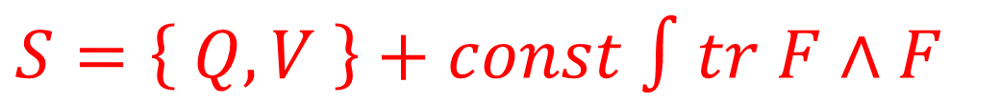 S = { Q, V } + const ∫ tr F ∧ F